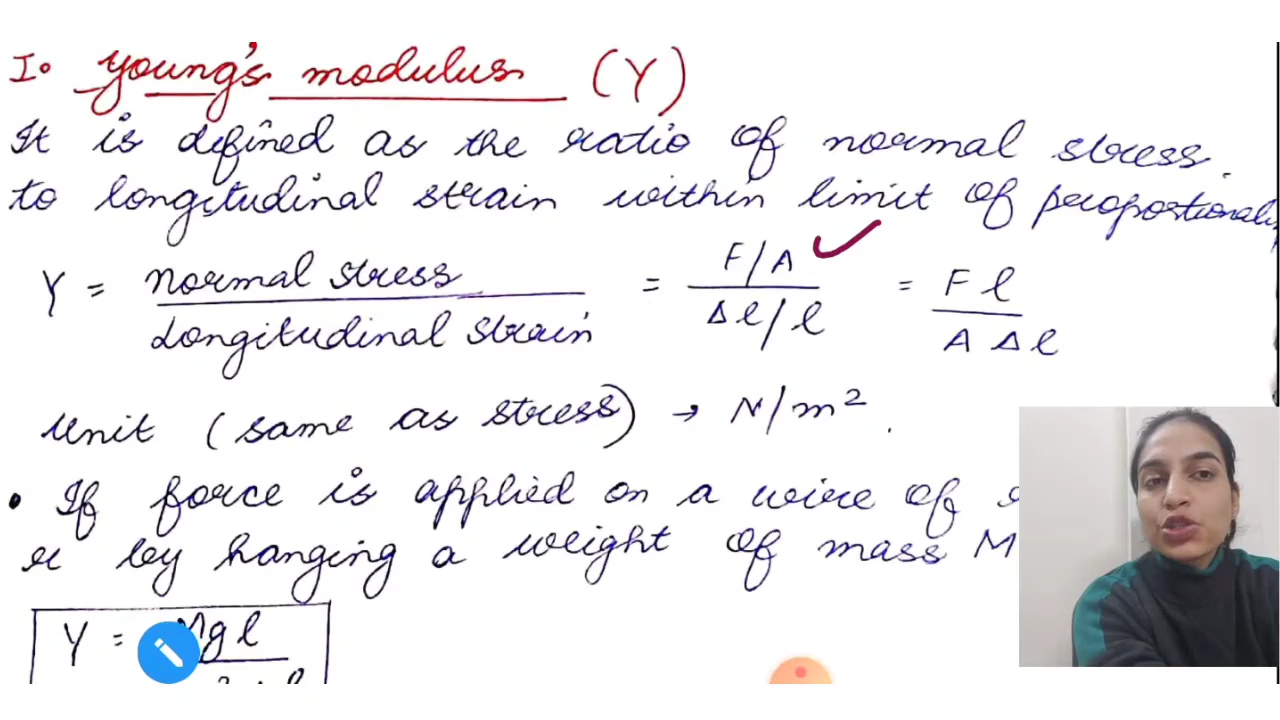 I. Young's modulus (Y)
It is defined as the ratio of normal stress.
to longitudinal strain within limit of
Y = Normal stress / Longitudinal strain = F/A / Δl/l = Fl / A Δl
Unit (same as stress) → N/m².
• If force is applied on a wire of
by hanging a weight of mass M
Y = Mgl